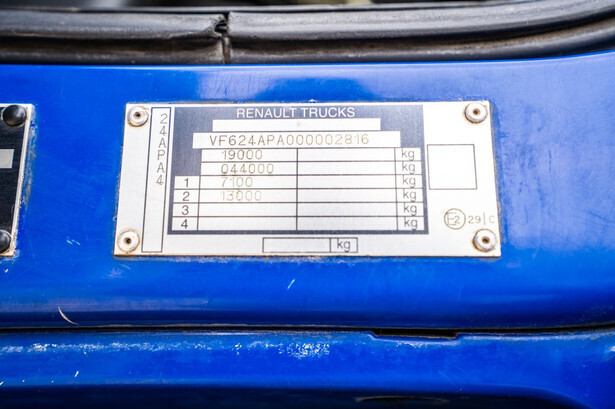 RENAULT TRUCKS
24APA4
VF624APA000002816
19000 kg
044000 kg
1 7100 kg
2 13000 kg
3 kg
4 kg
kg
E2 29 C